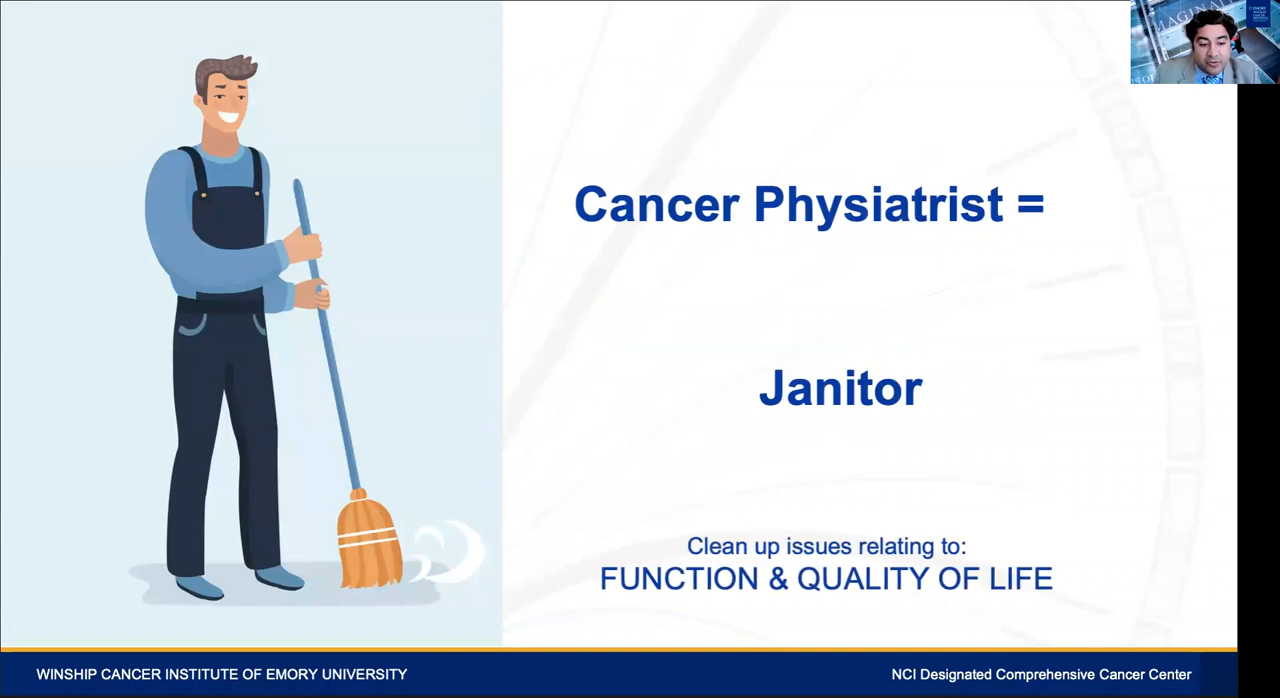 Cancer Physiatrist =
Janitor
Clean up issues relating to:
FUNCTION & QUALITY OF LIFE
WINSHIP CANCER INSTITUTE OF EMORY UNIVERSITY
NCI Designated Comprehensive Cancer Center
EMORY